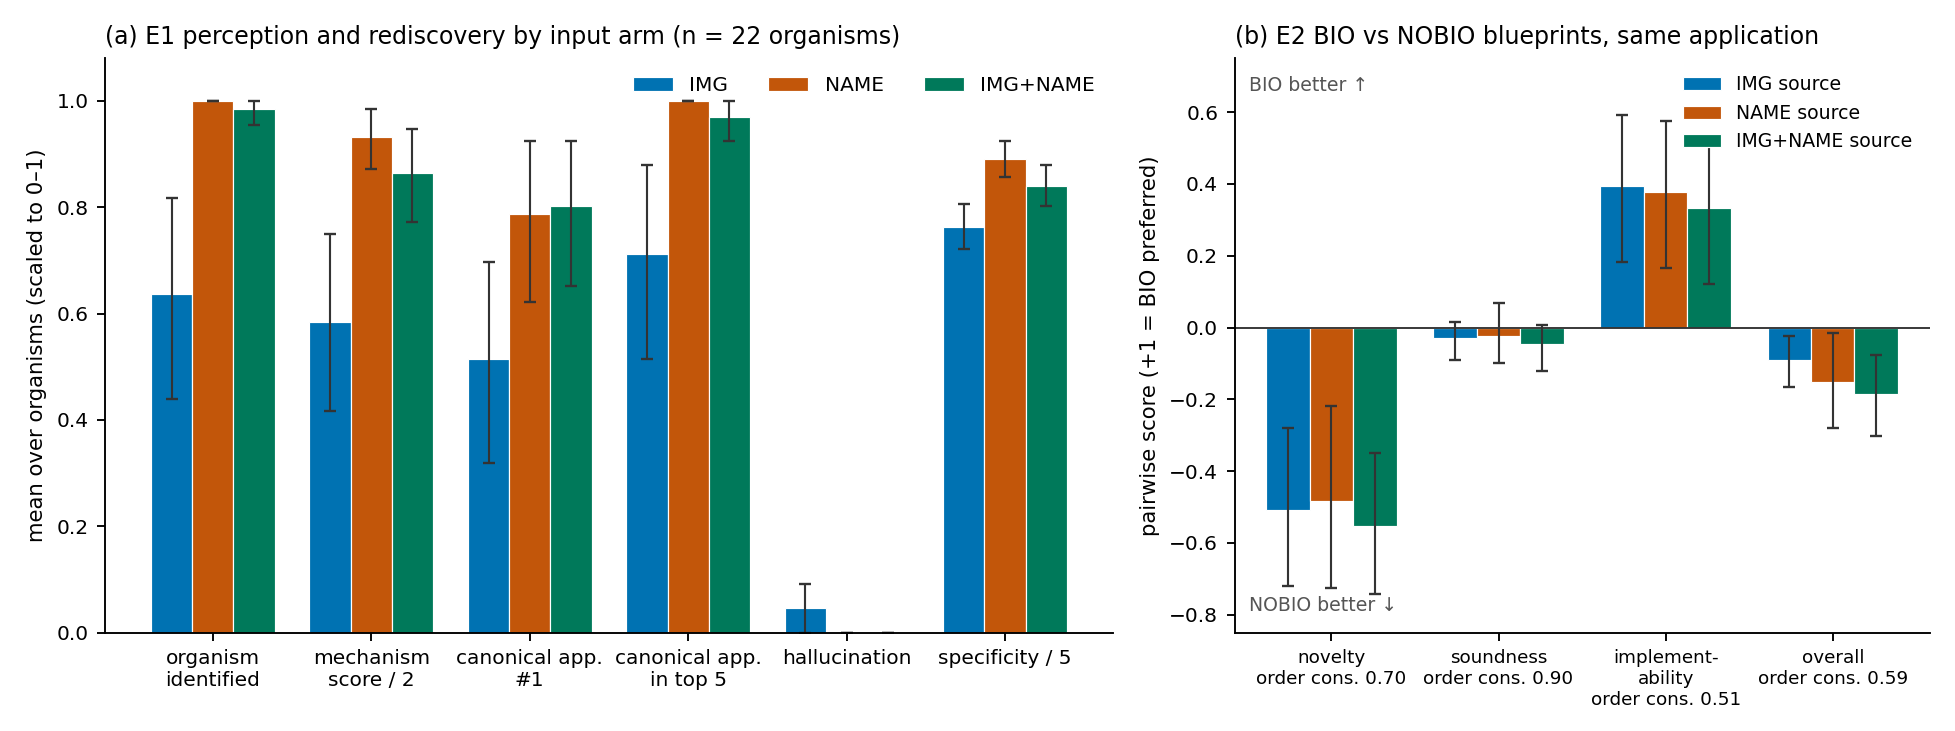 (a) E1 perception and rediscovery by input arm (n = 22 organisms)
IMG
NAME
IMG+NAME
mean over organisms (scaled to 0–1)
1.0
0.8
0.6
0.4
0.2
0.0
organism
identified
mechanism
score / 2
canonical app.
#1
canonical app.
in top 5
hallucination
specificity / 5
(b) E2 BIO vs NOBIO blueprints, same application
BIO better ↑
IMG source
NAME source
IMG+NAME source
pairwise score (+1 = BIO preferred)
0.6
0.4
0.2
0.0
−0.2
−0.4
−0.6
−0.8
NOBIO better ↓
novelty
order cons. 0.70
soundness
order cons. 0.90
implement-
ability
order cons. 0.51
overall
order cons. 0.59